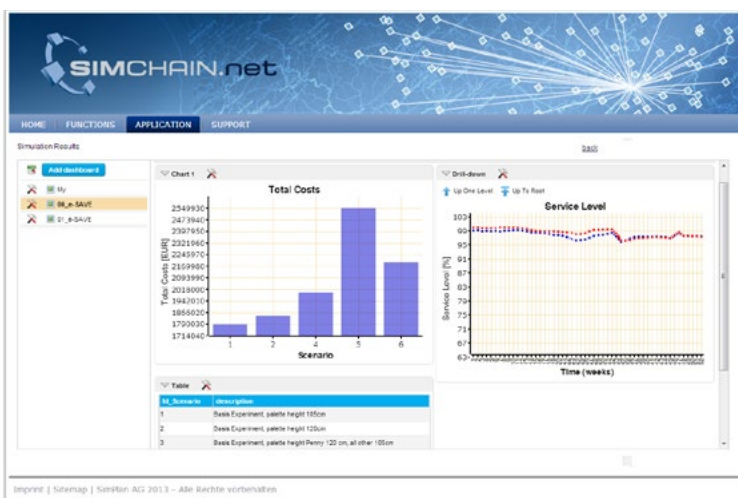 SIMCHAIN.net
HOME FUNCTIONS APPLICATION SUPPORT
Simulation Results
back
Add dashboard
My
00_e-SAVE
01_e-SAVE
Chart 1
Total Costs
2549930
2473940
2397950
2321960
2245970
2169980
2093990
2018000
1942010
1866020
1790030
1714040
Total Costs [EUR]
1 2 4 5 6
Scenario
Drill-down
Up One Level Up To Root
Service Level
103
99
95
91
87
83
79
75
71
67
63
Service Level [%]
Time (weeks)
Table
Id_Scenario description
1 Basis Experiment, palette height 105cm
2 Basis Experiment, palette height 120cm
3 Basis Experiment, palette height Penny 120 cm, all other 105cm
Imprint | Sitemap | SimPlan AG 2013 – Alle Rechte vorbehalten